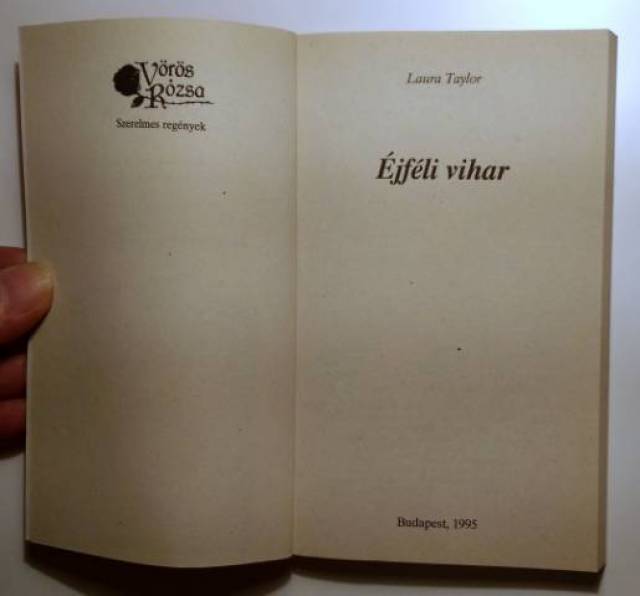 Vörös
Rózsa
Szerelmes regények
Laura Taylor
Éjféli vihar
Budapest, 1995